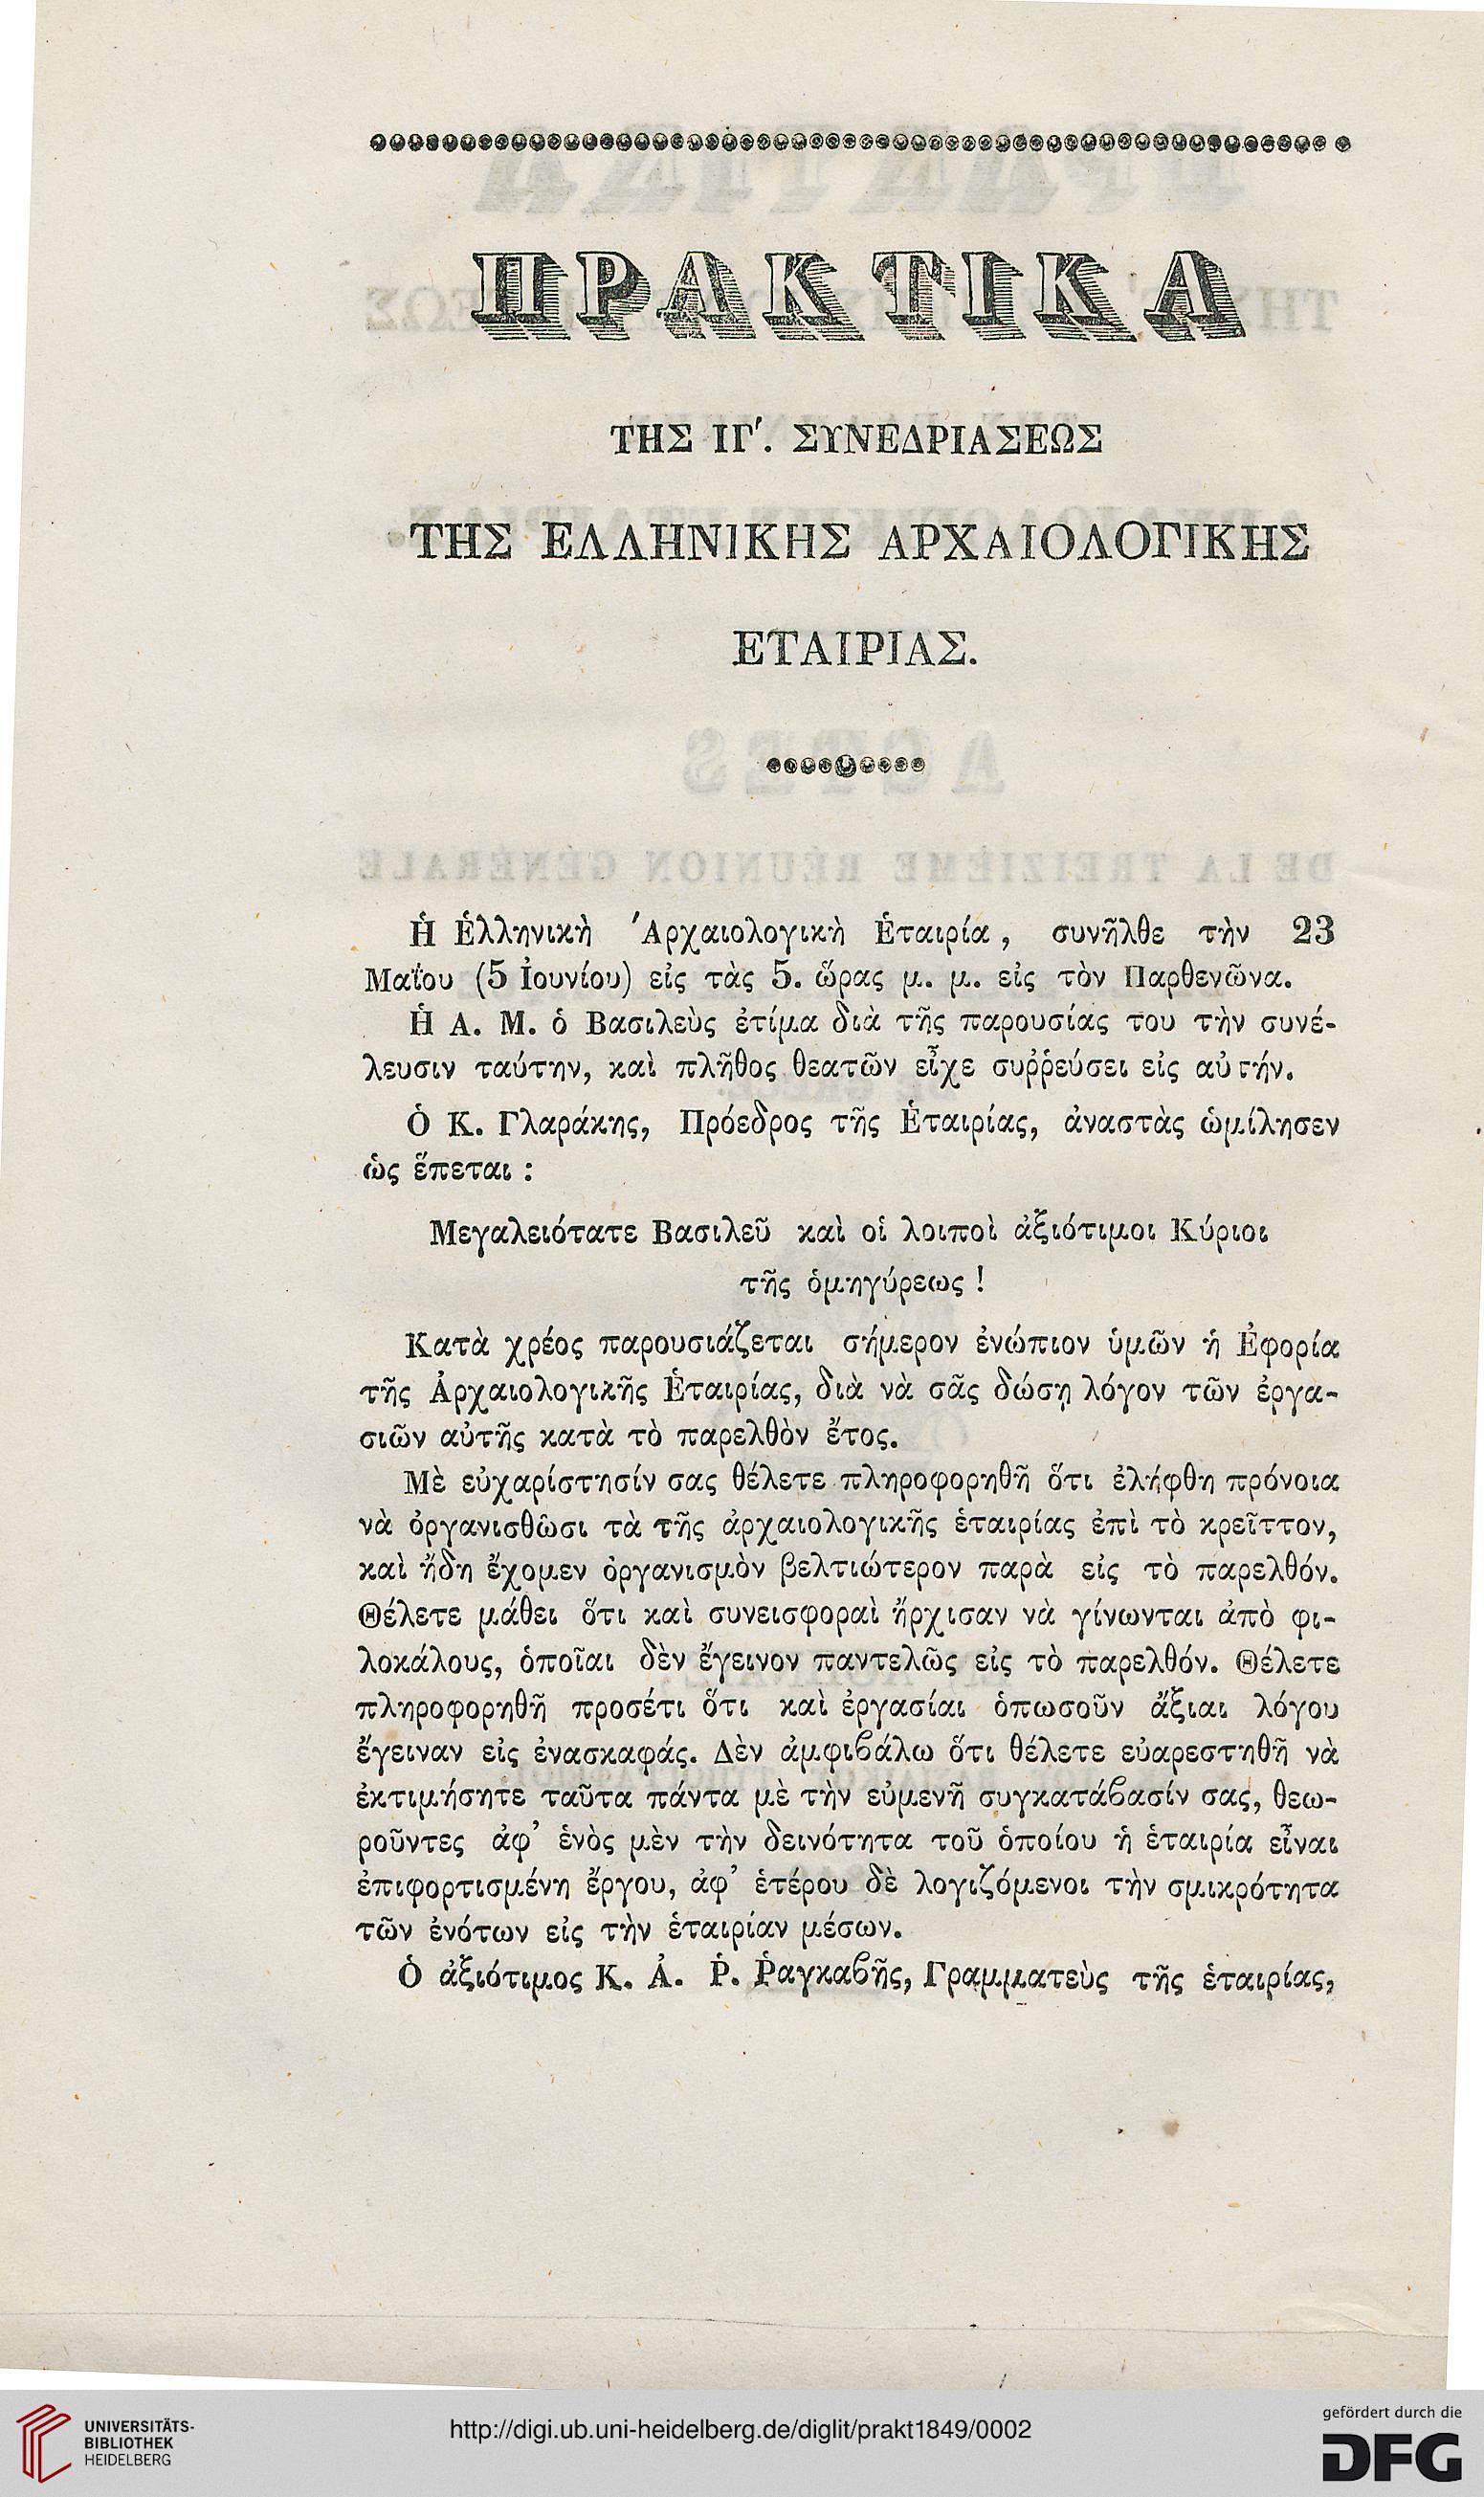 ΠΡΑΚΤΙΚΑ
ΤΗΣ ΙΓ'. ΣΥΝΕΔΡΙΑΣΕΩΣ
ΤΗΣ ΕΛΛΗΝΙΚΗΣ ΑΡΧΑΙΟΛΟΓΙΚΗΣ
ΕΤΑΙΡΙΑΣ.
Ἡ Ἑλληνικὴ Ἀρχαιολογικὴ Ἑταιρία, συνῆλθε τὴν 23
Μαΐου (5 Ἰουνίου) εἰς τὰς 5. ὥρας μ. μ. εἰς τὸν Παρθενῶνα.
Ἡ Α. Μ. ὁ Βασιλεὺς ἐτίμα διὰ τῆς παρουσίας του τὴν συνέ-
λευσιν ταύτην, καὶ πλῆθος θεατῶν εἶχε συῤῥεύσει εἰς αὐτήν.
Ὁ Κ. Γλαράκης, Πρόεδρος τῆς Ἑταιρίας, ἀναστὰς ὡμίλησεν
ὡς ἕπεται :
Μεγαλειότατε Βασιλεῦ καὶ οἱ λοιποὶ ἀξιότιμοι Κύριοι
τῆς ὁμηγύρεως !
Κατὰ χρέος παρουσιάζεται σήμερον ἐνώπιον ὑμῶν ἡ Ἐφορία
τῆς Ἀρχαιολογικῆς Ἑταιρίας, διὰ νὰ σᾶς δώσῃ λόγον τῶν ἐργα-
σιῶν αὑτῆς κατὰ τὸ παρελθὸν ἔτος.
Μὲ εὐχαρίστησίν σας θέλετε πληροφορηθῆ ὅτι ἐλήφθη πρόνοια
νὰ ὀργανισθῶσι τὰ τῆς ἀρχαιολογικῆς ἑταιρίας ἐπὶ τὸ κρεῖττον,
καὶ ἤδη ἔχομεν ὀργανισμὸν βελτιώτερον παρὰ εἰς τὸ παρελθόν.
Θέλετε μάθει ὅτι καὶ συνεισφοραὶ ἤρχισαν νὰ γίνωνται ἀπὸ φι-
λοκάλους, ὁποῖαι δὲν ἔγεινον παντελῶς εἰς τὸ παρελθόν. Θέλετε
πληροφορηθῆ προσέτι ὅτι καὶ ἐργασίαι ὁπωσοῦν ἄξιαι λόγου
ἔγειναν εἰς ἐνασκαφάς. Δὲν ἀμφιβάλω ὅτι θέλετε εὐαρεστηθῆ νὰ
ἐκτιμήσητε ταῦτα πάντα μὲ τὴν εὐμενῆ συγκατάβασίν σας, θεω-
ροῦντες ἀφ' ἑνὸς μὲν τὴν δεινότητα τοῦ ὁποίου ἡ ἑταιρία εἶναι
ἐπιφορτισμένη ἔργου, ἀφ' ἑτέρου δὲ λογιζόμενοι τὴν σμικρότητα
τῶν ἐνότων εἰς τὴν ἑταιρίαν μέσων.
Ὁ ἀξιότιμος Κ. Ἀ. Ῥ. Ῥαγκαβῆς, Γραμματεὺς τῆς ἑταιρίας,
UNIVERSITÄTS-
BIBLIOTHEK
HEIDELBERG
http://digi.ub.uni-heidelberg.de/diglit/prakt1849/0002
gefördert durch die
DFG